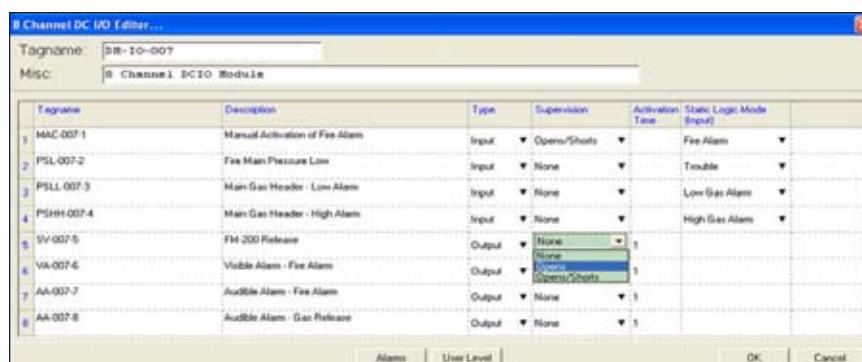 8 Channel DC I/O Editor...
Tagname: DM-IO-007
Misc: 8 Channel DCIO Module
Tagname Description Type Supervision Activation Time Static Logic Mode (Input)
1 MAC-007-1 Manual Activation of Fire Alarm Input Opens/Shorts Fire Alarm
2 PSL-007-2 Fire Main Pressure Low Input None Trouble
3 PSLL-007-3 Main Gas Header - Low Alarm Input None Low Gas Alarm
4 PSHH-007-4 Main Gas Header - High Alarm Input None High Gas Alarm
5 SV-007-5 FM-200 Release Output None 1
None
Opens
Opens/Shorts
6 VA-007-6 Visible Alarm - Fire Alarm Output 1
7 AA-007-7 Audible Alarm - Fire Alarm Output None 1
8 AA-007-8 Audible Alarm - Gas Release Output None 1
Alarms User Level OK Cancel